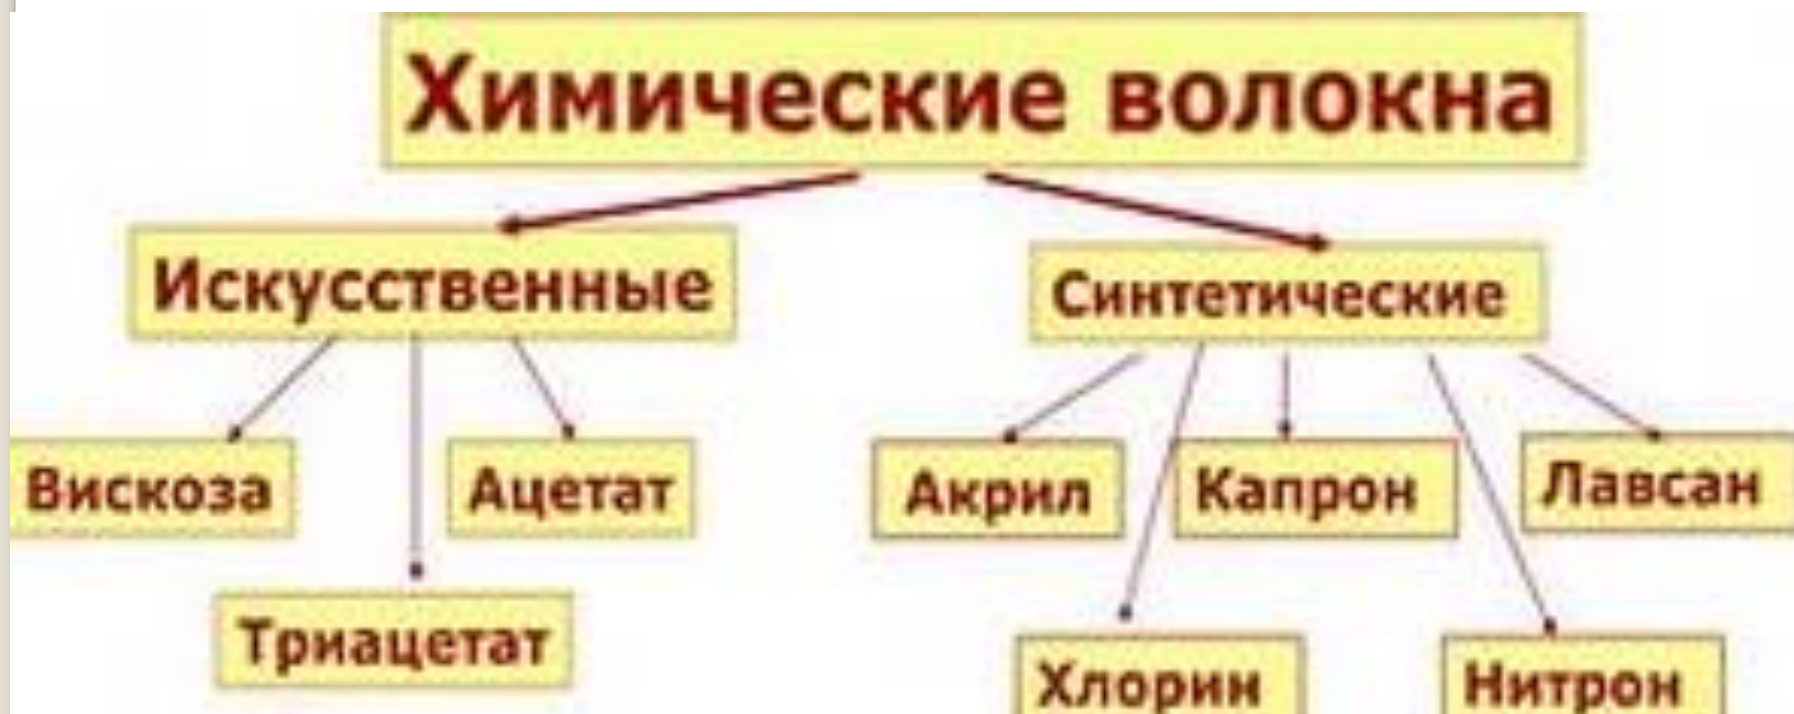 Химические волокна
Искусственные
Синтетические
Вискоза
Ацетат
Акрил
Капрон
Лавсан
Триацетат
Хлорин
Нитрон